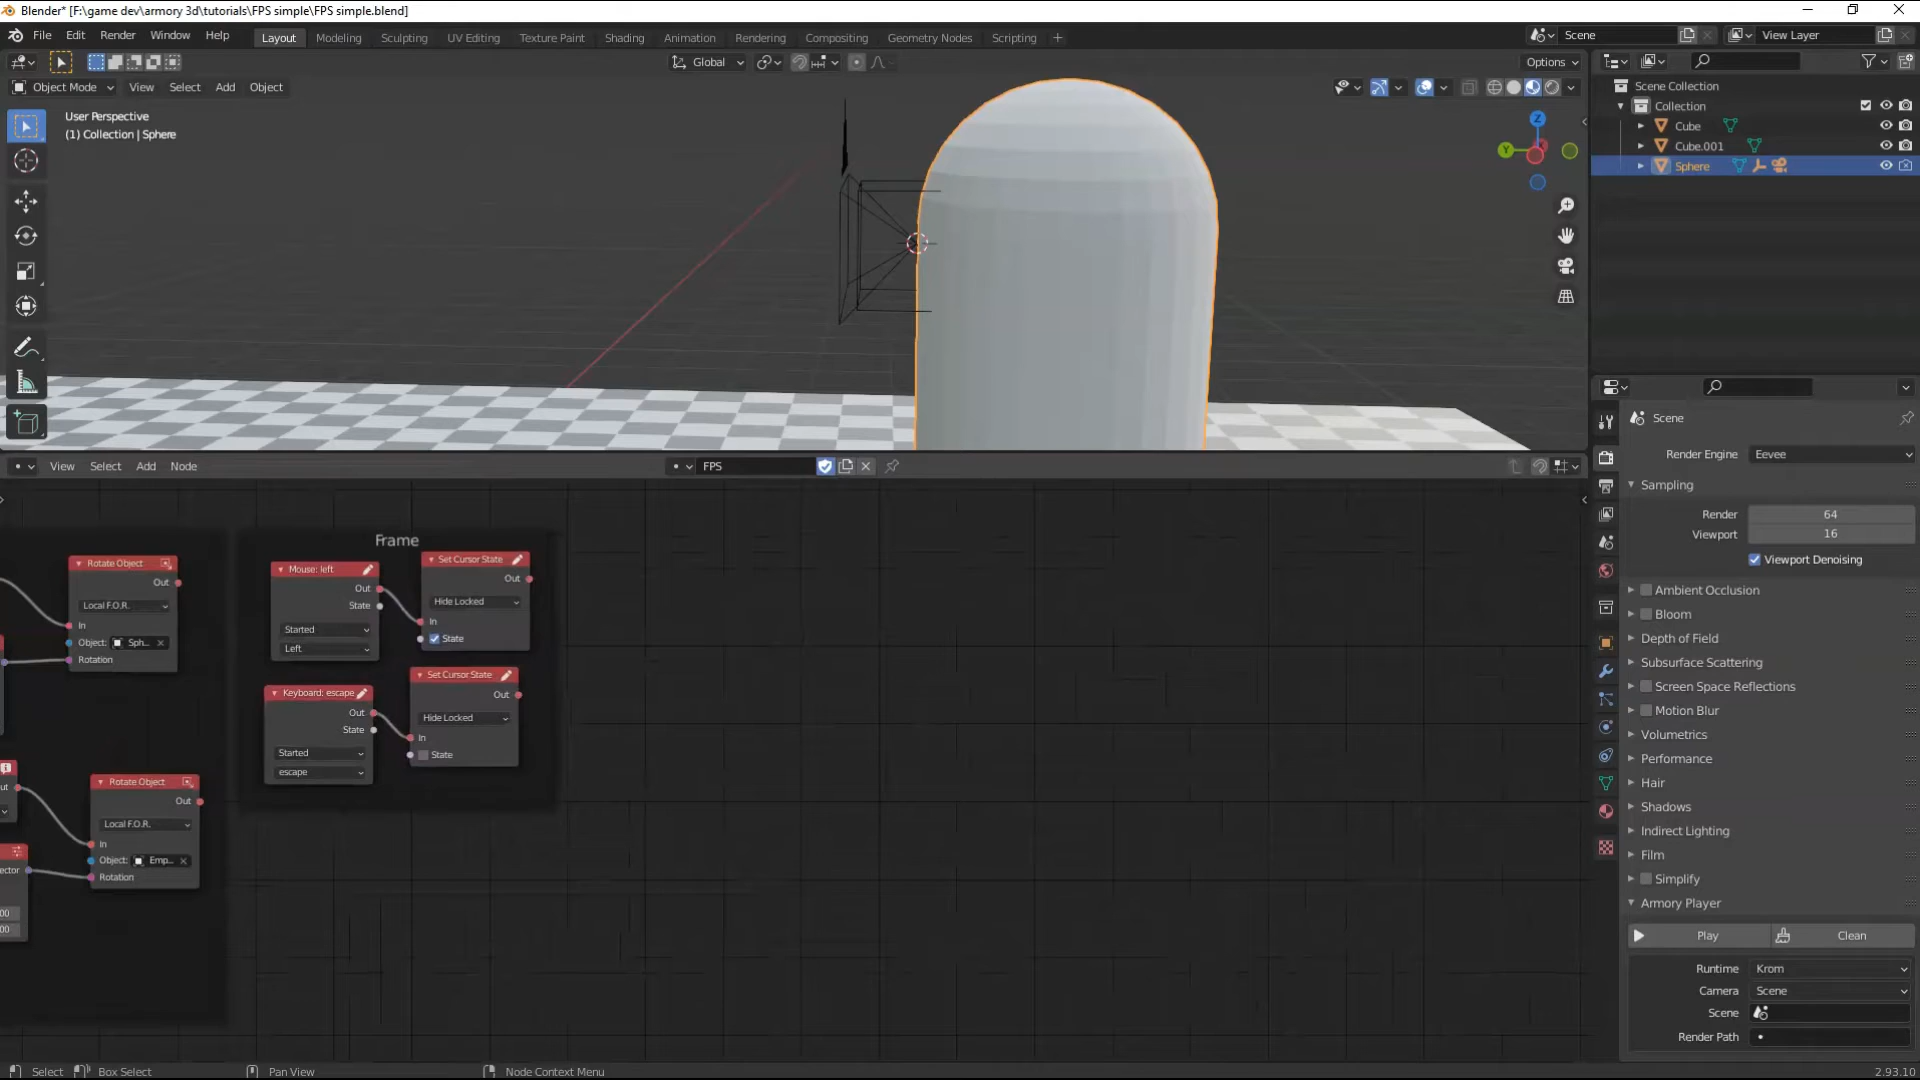 Blender* [F:\game dev\armory 3d\tutorials\FPS simple\FPS simple.blend]
File Edit Render Window Help Layout Modeling Sculpting UV Editing Texture Paint Shading Animation Rendering Compositing Geometry Nodes Scripting + Scene View Layer
Global Options
Object Mode View Select Add Object
User Perspective
(1) Collection | Sphere
Z
Y
Scene Collection
Collection
Cube
Cube.001
Sphere
Scene
Render Engine Eevee
Sampling
Render 64
Viewport 16
Viewport Denoising
Ambient Occlusion
Bloom
Depth of Field
Subsurface Scattering
Screen Space Reflections
Motion Blur
Volumetrics
Performance
Hair
Shadows
Indirect Lighting
Film
Simplify
Armory Player
Play Clean
Runtime Krom
Camera Scene
Scene
Render Path
View Select Add Node FPS
Rotate Object
Out
Local F.O.R.
In
Object: Sph...
Rotation
Rotate Object
Out
Local F.O.R.
In
Object: Emp...
Rotation
ut
ector
00
00
Frame
Mouse: left
Out
State
Started
Left
Set Cursor State
Out
Hide Locked
In
State
Keyboard: escape
Out
State
Started
escape
Set Cursor State
Out
Hide Locked
In
State
Select Box Select Pan View Node Context Menu 2.93.10